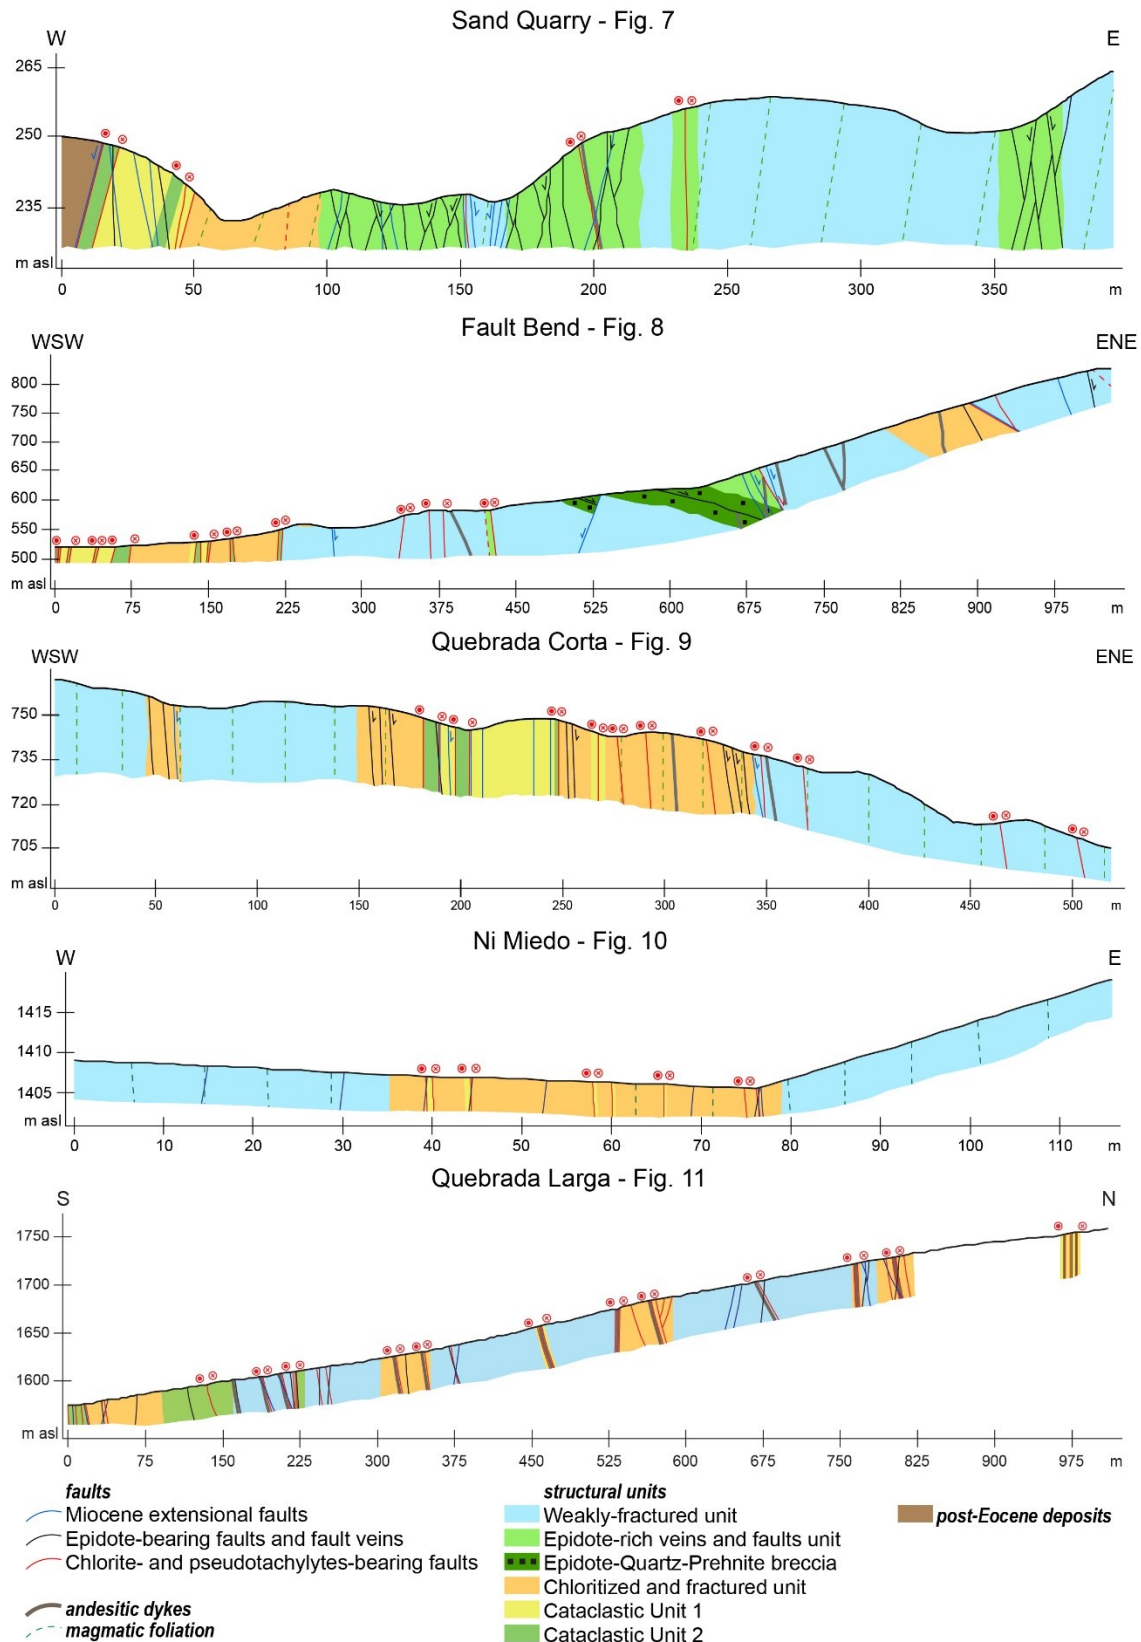 Sand Quarry - Fig. 7
W E
265
250
235
m asl
0 50 100 150 200 250 300 350 m
Fault Bend - Fig. 8
WSW ENE
800
750
700
650
600
550
500
m asl
0 75 150 225 300 375 450 525 600 675 750 825 900 975 m
Quebrada Corta - Fig. 9
WSW ENE
750
735
720
705
m asl
0 50 100 150 200 250 300 350 400 450 500 m
Ni Miedo - Fig. 10
W E
1415
1410
1405
m asl
0 10 20 30 40 50 60 70 80 90 100 110 m
Quebrada Larga - Fig. 11
S N
1750
1700
1650
1600
m asl
0 75 150 225 300 375 450 525 600 675 750 825 900 975 m
faults
Miocene extensional faults
Epidote-bearing faults and fault veins
Chlorite- and pseudotachylytes-bearing faults
andesitic dykes
magmatic foliation
structural units
Weakly-fractured unit
Epidote-rich veins and faults unit
Epidote-Quartz-Prehnite breccia
Chloritized and fractured unit
Cataclastic Unit 1
Cataclastic Unit 2
post-Eocene deposits